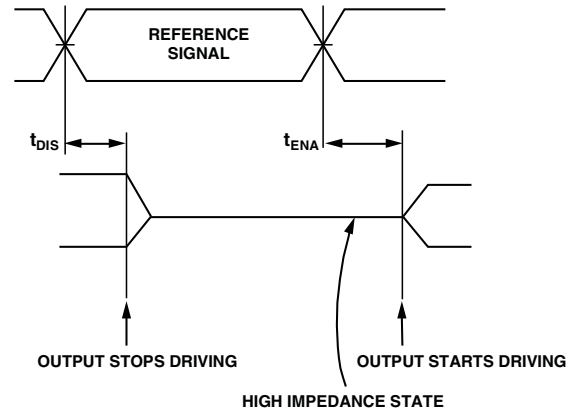 REFERENCE
SIGNAL
tDIS
tENA
OUTPUT STOPS DRIVING
OUTPUT STARTS DRIVING
HIGH IMPEDANCE STATE